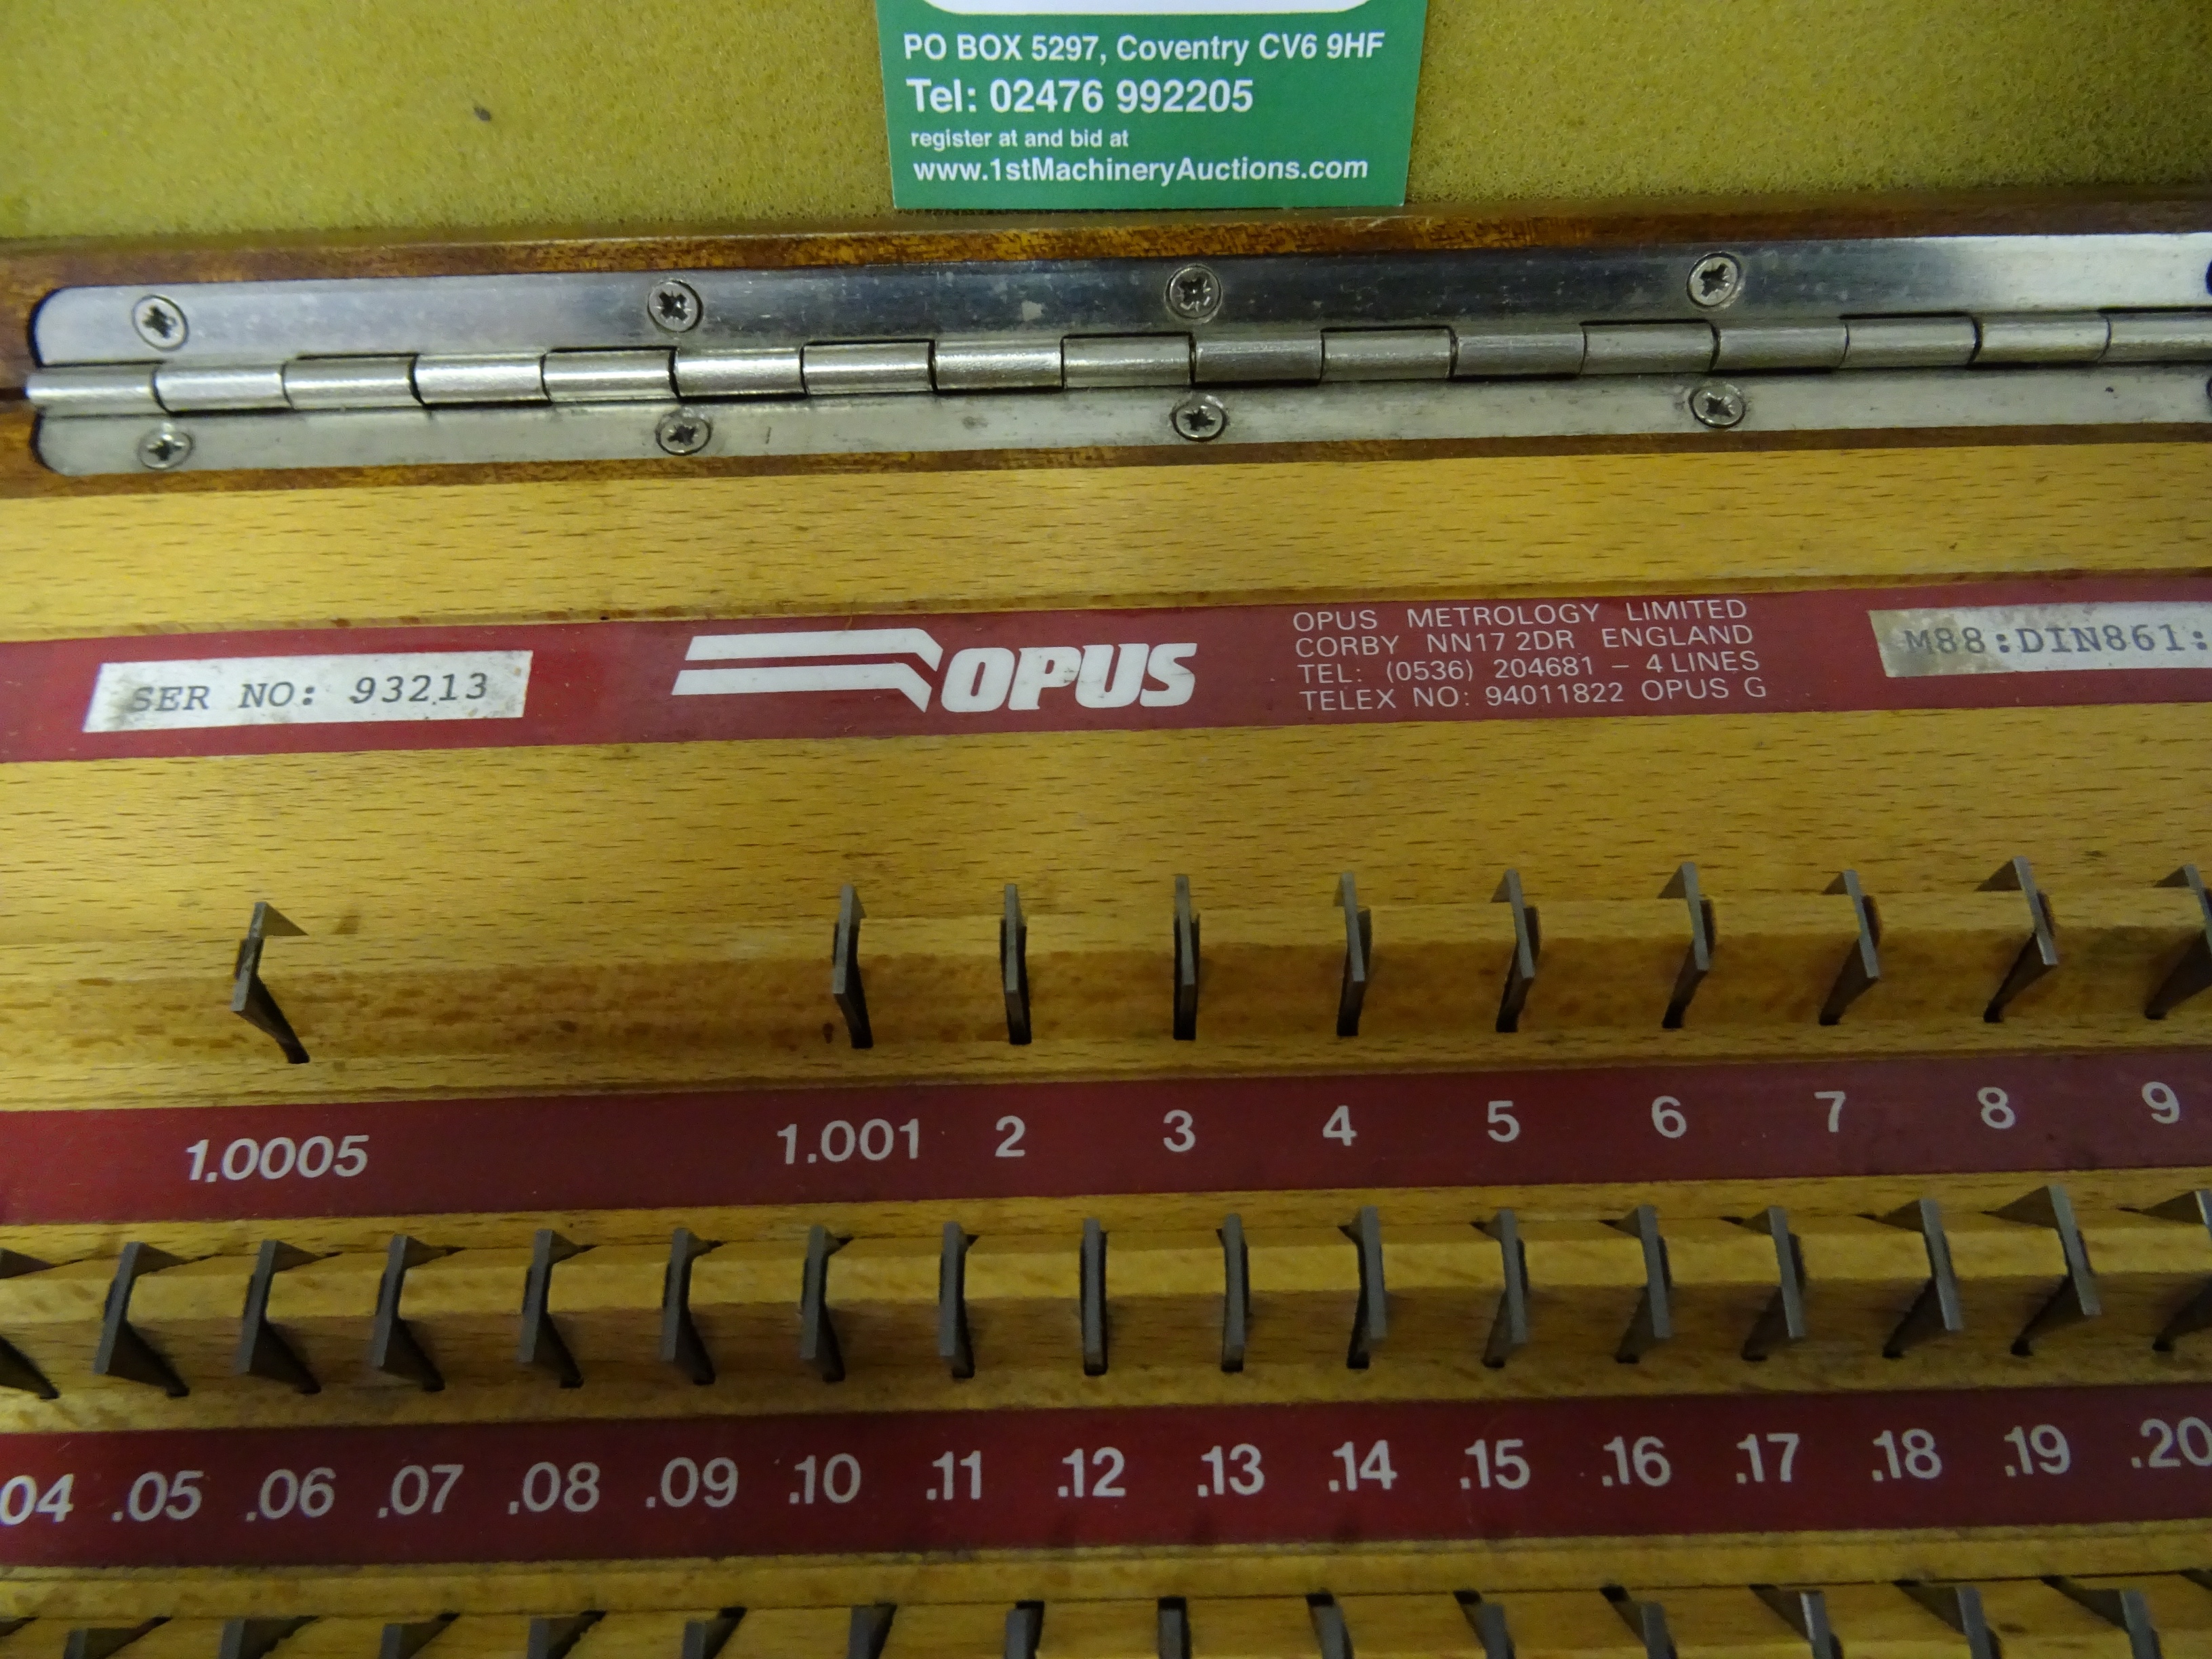 PO BOX 5297, Coventry CV6 9HF
Tel: 02476 992205
register at and bid at
www.1stMachineryAuctions.com
SER NO: 93213
OPUS
OPUS METROLOGY LIMITED
CORBY NN17 2DR ENGLAND
TEL: (0536) 204681 – 4 LINES
TELEX NO: 94011822 OPUS G
M88:DIN861:
1.0005 1.001 2 3 4 5 6 7 8 9
04 .05 .06 .07 .08 .09 .10 .11 .12 .13 .14 .15 .16 .17 .18 .19 .20